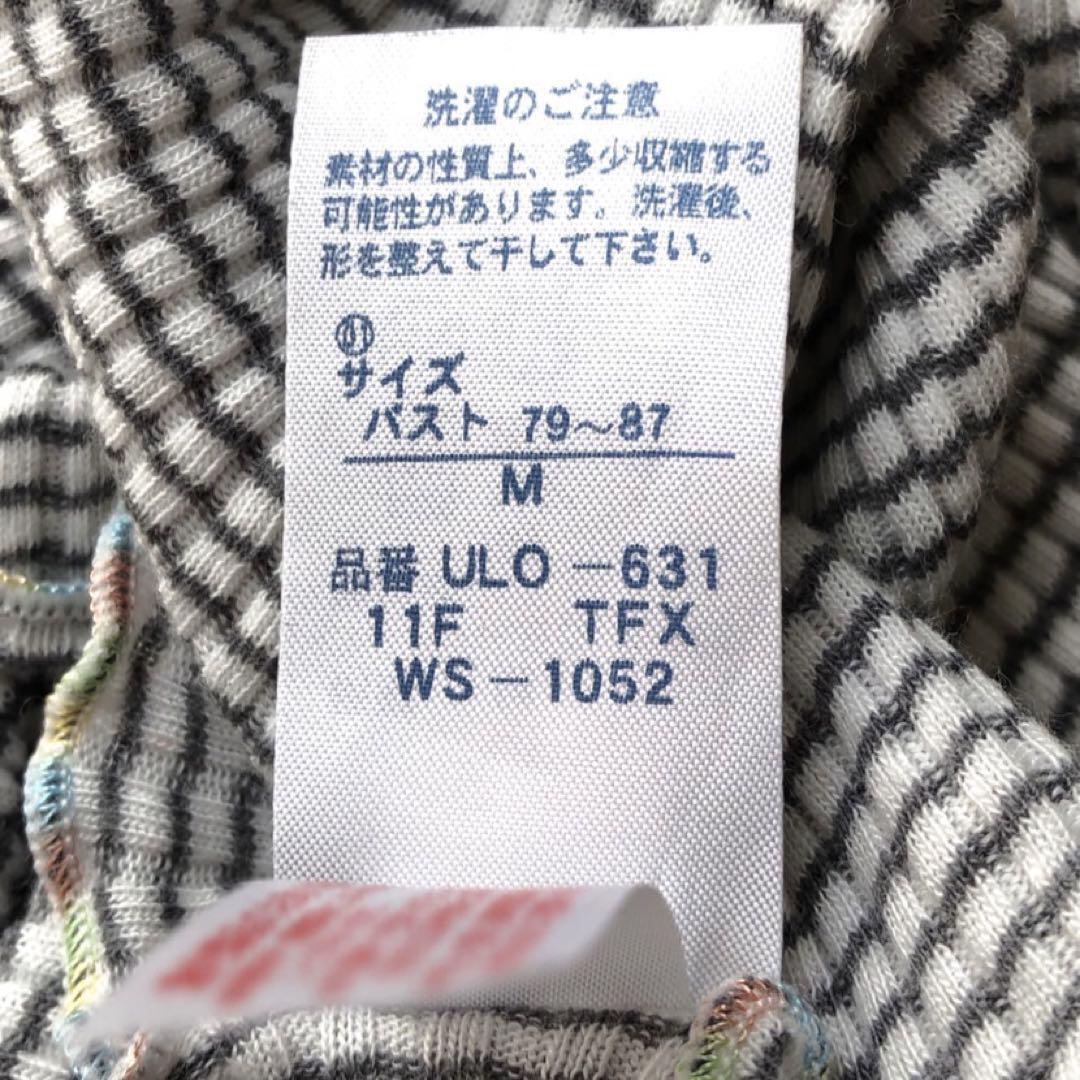 洗濯のご注意
素材の性質上、多少収縮する
可能性があります。洗濯後、
形を整えて干して下さい。
サイズ
バスト 79~87
M
品番 ULO-631
11F TFX
WS-1052